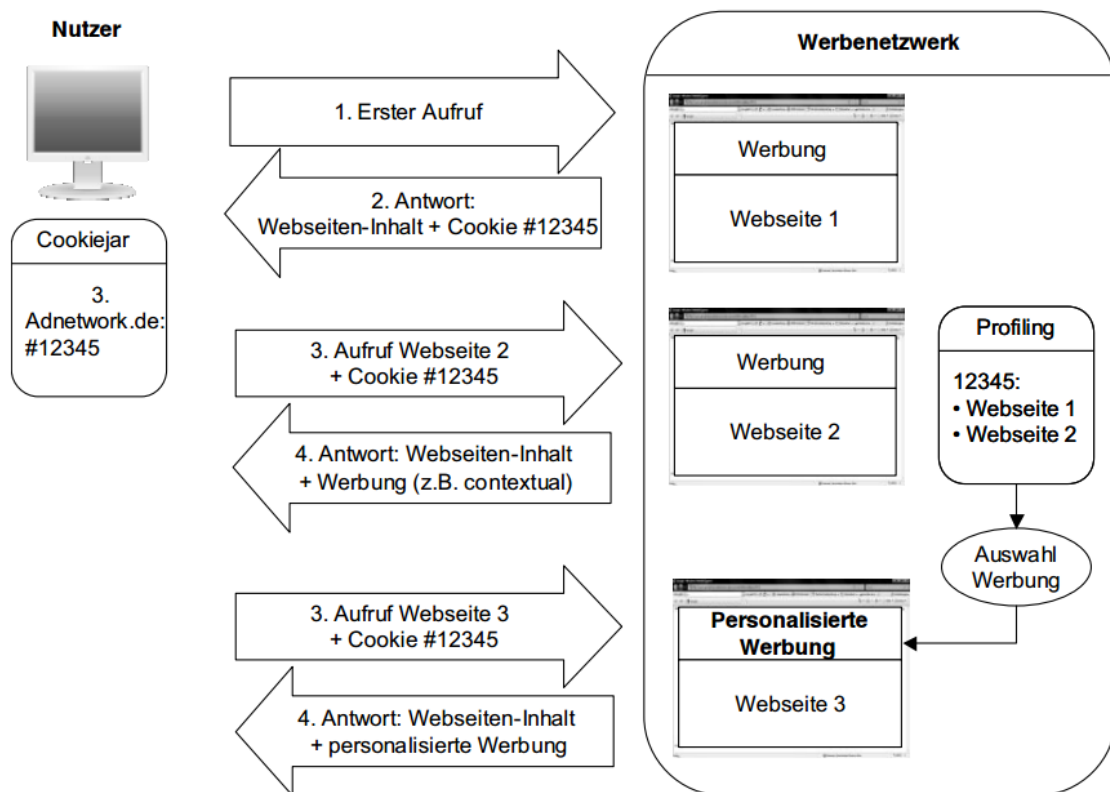 Nutzer
Werbenetzwerk
1. Erster Aufruf
Werbung
Webseite 1
2. Antwort:
Webseiten-Inhalt + Cookie #12345
Cookiejar
3.
Adnetwork.de:
#12345
3. Aufruf Webseite 2
+ Cookie #12345
Werbung
Webseite 2
Profiling
12345:
• Webseite 1
• Webseite 2
4. Antwort: Webseiten-Inhalt
+ Werbung (z.B. contextual)
Auswahl
Werbung
3. Aufruf Webseite 3
+ Cookie #12345
Personalisierte
Werbung
Webseite 3
4. Antwort: Webseiten-Inhalt
+ personalisierte Werbung